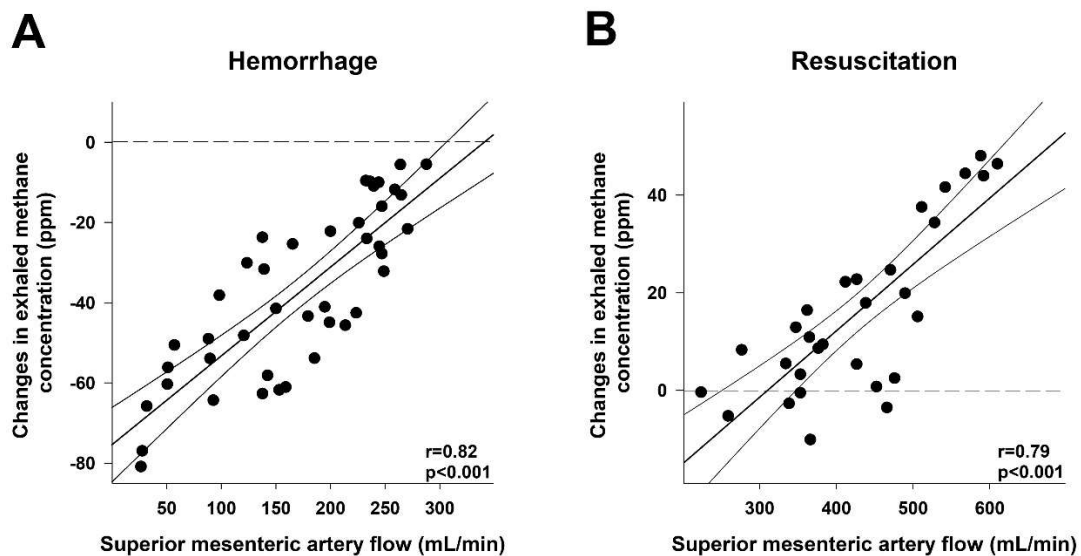 A
Hemorrhage
Changes in exhaled methane
concentration (ppm)
0
-20
-40
-60
-80
r=0.82
p<0.001
50 100 150 200 250 300
Superior mesenteric artery flow (mL/min)
B
Resuscitation
Changes in exhaled methane
concentration (ppm)
40
20
0
r=0.79
p<0.001
300 400 500 600
Superior mesenteric artery flow (mL/min)